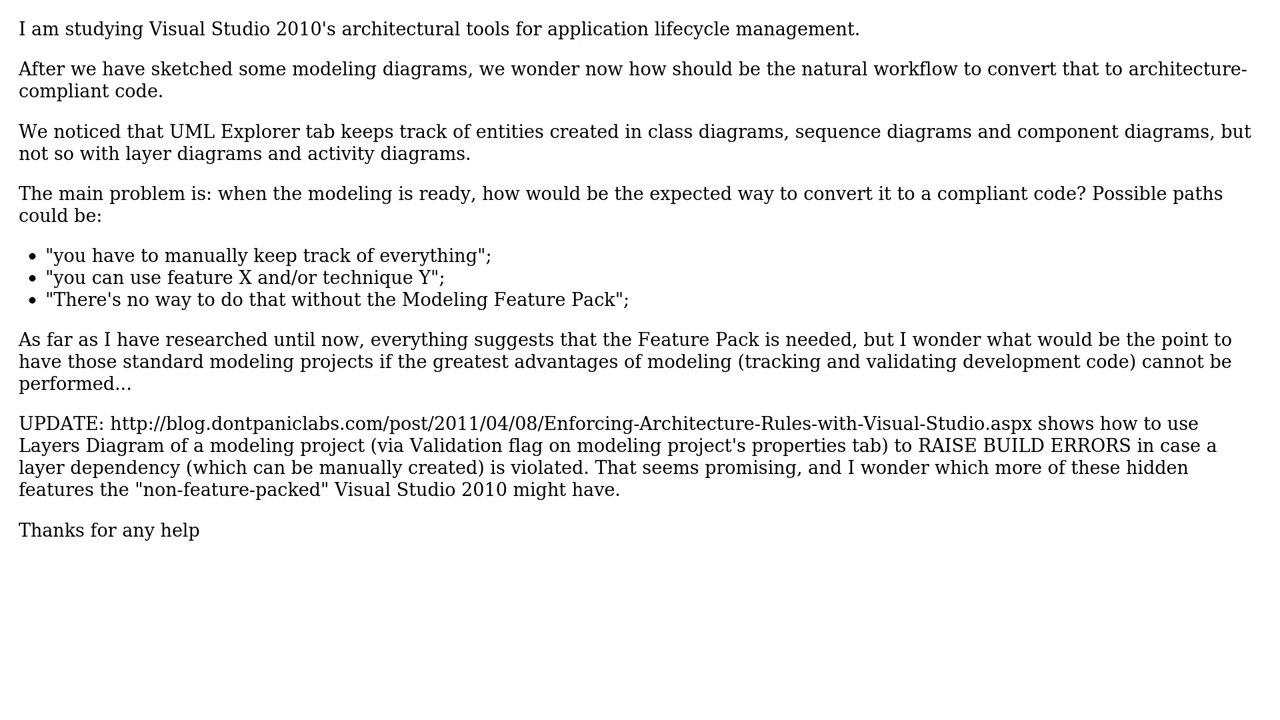 I am studying Visual Studio 2010's architectural tools for application lifecycle management.
After we have sketched some modeling diagrams, we wonder now how should be the natural workflow to convert that to architecture-
compliant code.
We noticed that UML Explorer tab keeps track of entities created in class diagrams, sequence diagrams and component diagrams, but
not so with layer diagrams and activity diagrams.
The main problem is: when the modeling is ready, how would be the expected way to convert it to a compliant code? Possible paths
could be:
• "you have to manually keep track of everything";
• "you can use feature X and/or technique Y";
• "There's no way to do that without the Modeling Feature Pack";
As far as I have researched until now, everything suggests that the Feature Pack is needed, but I wonder what would be the point to
have those standard modeling projects if the greatest advantages of modeling (tracking and validating development code) cannot be
performed...
UPDATE: http://blog.dontpaniclabs.com/post/2011/04/08/Enforcing-Architecture-Rules-with-Visual-Studio.aspx shows how to use
Layers Diagram of a modeling project (via Validation flag on modeling project's properties tab) to RAISE BUILD ERRORS in case a
layer dependency (which can be manually created) is violated. That seems promising, and I wonder which more of these hidden
features the "non-feature-packed" Visual Studio 2010 might have.
Thanks for any help